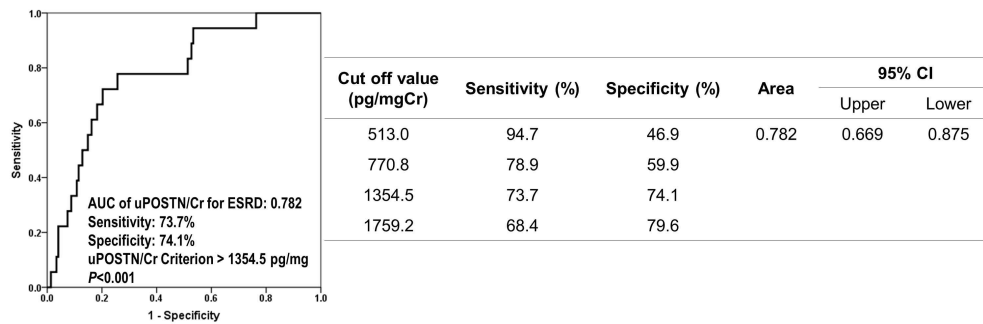 1.0
0.8
0.6
0.4
0.2
0.0
Sensitivity
AUC of uPOSTN/Cr for ESRD: 0.782
Sensitivity: 73.7%
Specificity: 74.1%
uPOSTN/Cr Criterion > 1354.5 pg/mg
P<0.001
0.0 0.2 0.4 0.6 0.8 1.0
1 - Specificity
Cut off value (pg/mgCr) Sensitivity (%) Specificity (%) Area 95% CI
Upper Lower
513.0 94.7 46.9 0.782 0.669 0.875
770.8 78.9 59.9
1354.5 73.7 74.1
1759.2 68.4 79.6